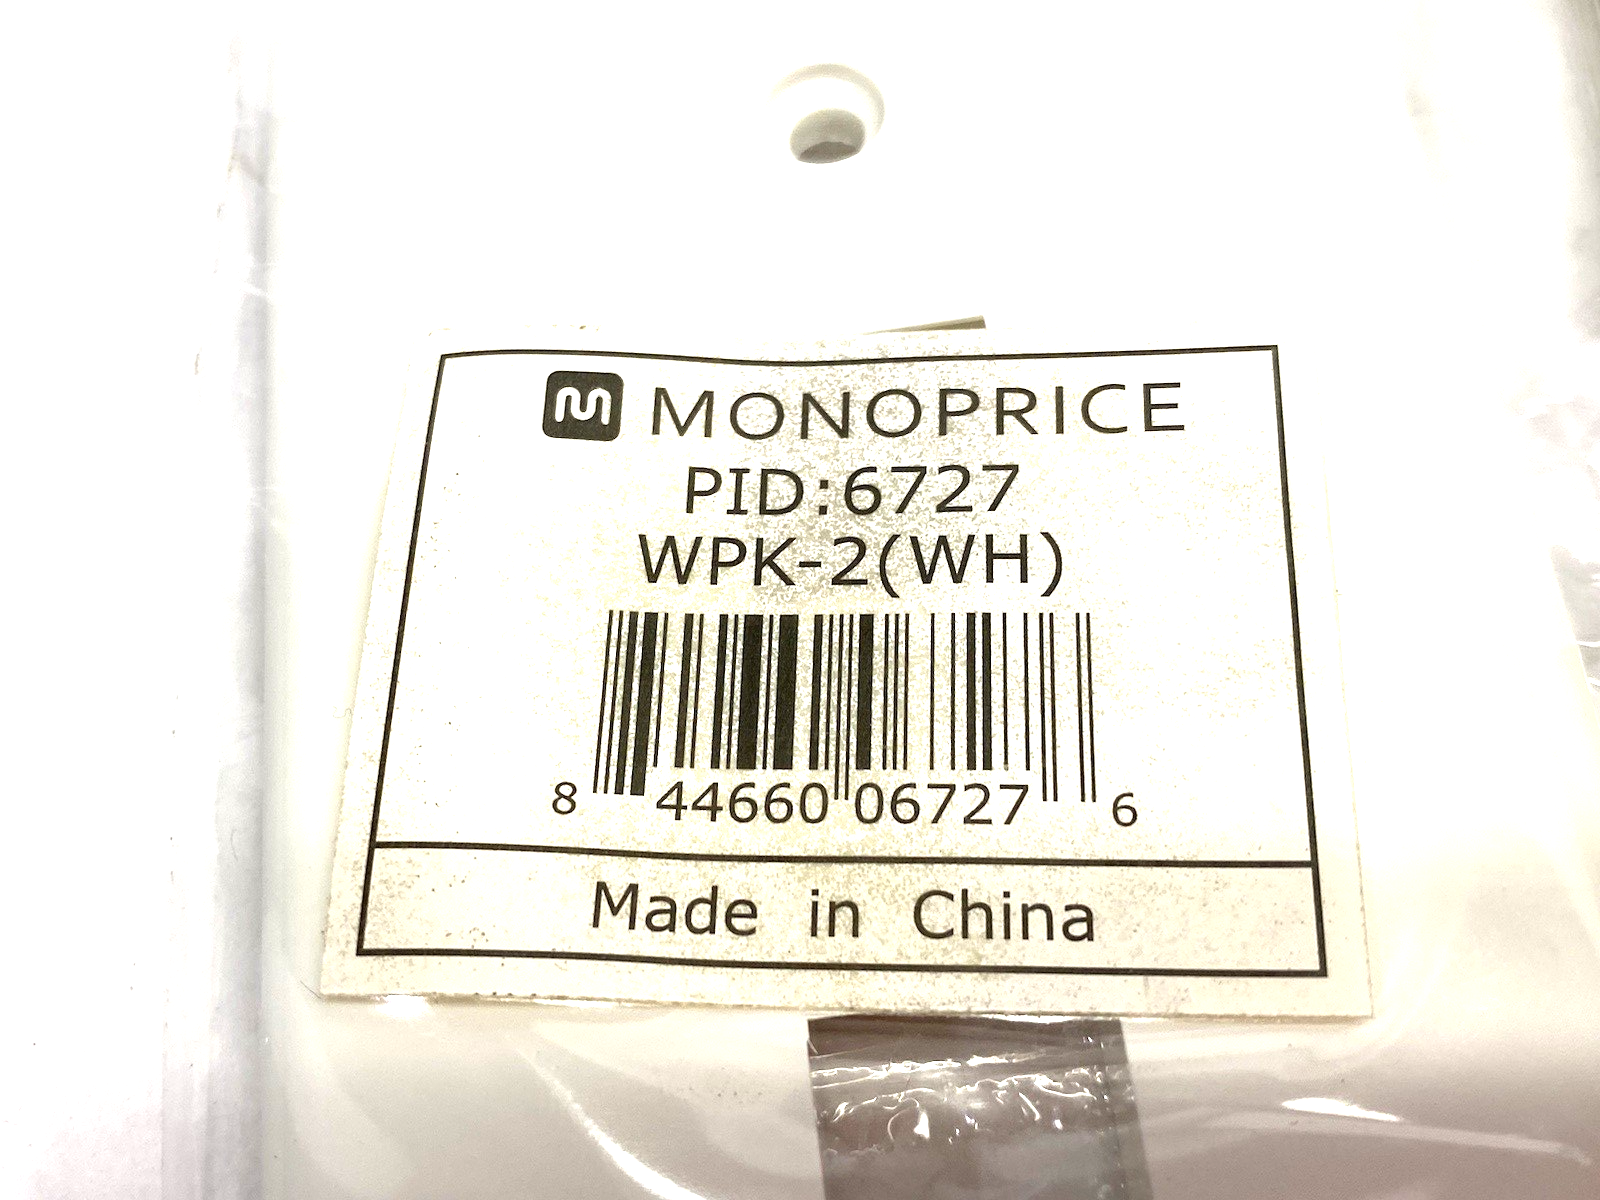 MONOPRICE
PID:6727
WPK-2(WH)
8 44660 06727 6
Made in China